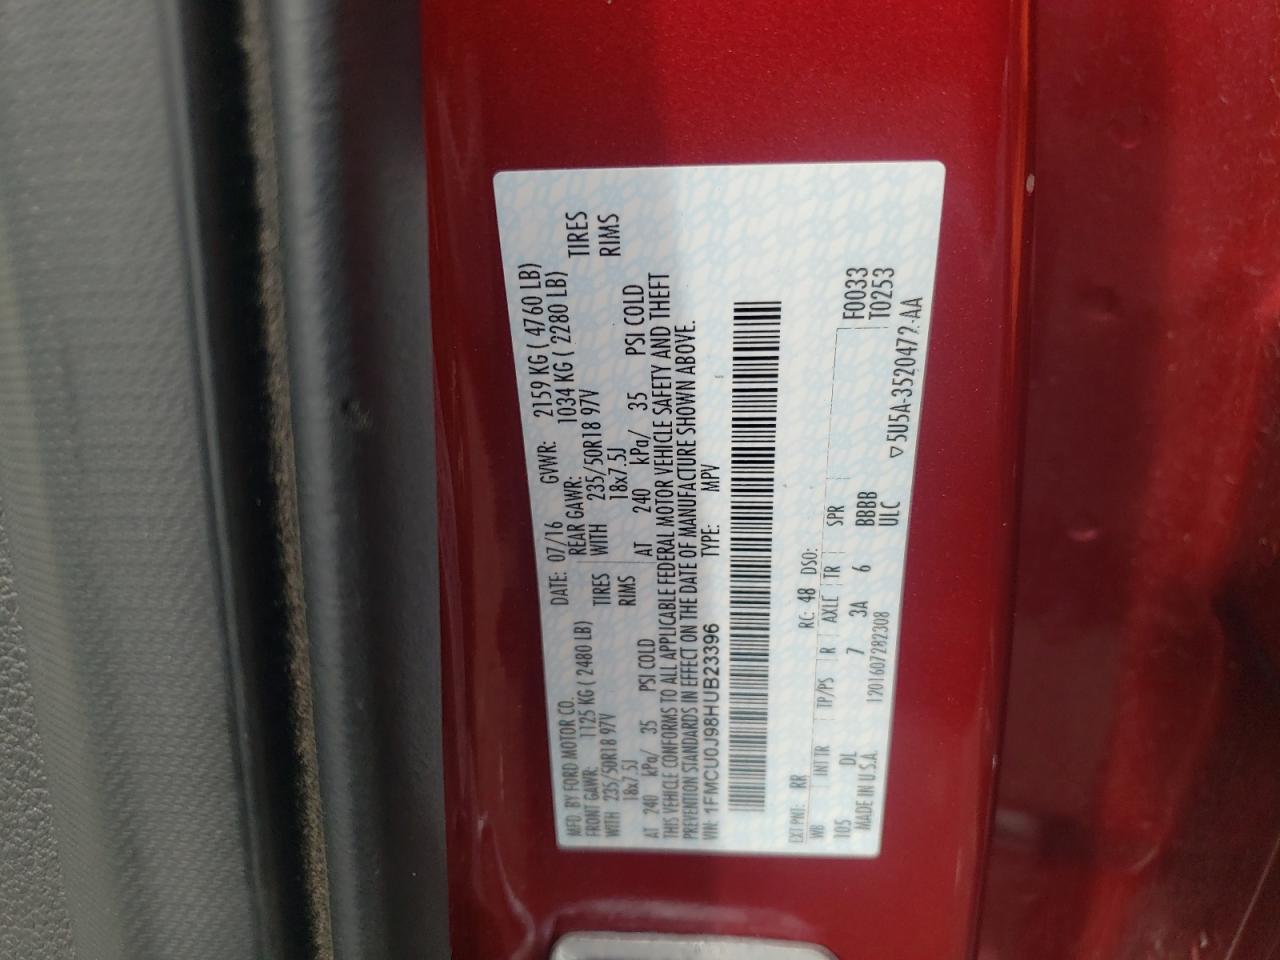 MFD. BY FORD MOTOR CO.
DATE: 07/16 GVWR: 2159 KG ( 4760 LB)
FRONT GAWR: 1125 KG ( 2480 LB) REAR GAWR: 1034 KG ( 2280 LB)
WITH 235/50R18 97V TIRES WITH 235/50R18 97V TIRES
18x7.5J RIMS 18x7.5J RIMS
AT 240 kPa/ 35 PSI COLD AT 240 kPa/ 35 PSI COLD
THIS VEHICLE CONFORMS TO ALL APPLICABLE FEDERAL MOTOR VEHICLE SAFETY AND THEFT
PREVENTION STANDARDS IN EFFECT ON THE DATE OF MANUFACTURE SHOWN ABOVE.
VIN: 1FMCU0J98HUB23396 TYPE: MPV
EXT PNT: RR RC: 48 DSO:
WB INT TR TP/PS R AXLE TR SPR F0033
105 DL 7 3A 6 BBBB T0253
MADE IN U.S.A. 1201607282308 ULC
▽5U5A-3520472-AA